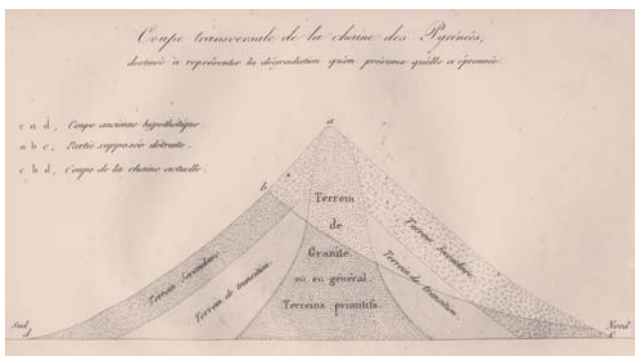 Coupe transversale de la chaîne des Pyrénées,
destinée à représenter la dégradation qu'on présume qu'elle a éprouvée.
c a d, Coupe ancienne hypothétique.
a b c, Partie supposée détruite.
c b d, Coupe de la chaîne actuelle.
a
b
Terrein
de
Granite
ou en général
Terreins primitifs.
Terrein Secondaire
Terrein de transition
Terrein Secondaire
Terrein de transition
Sud
d
Nord
c